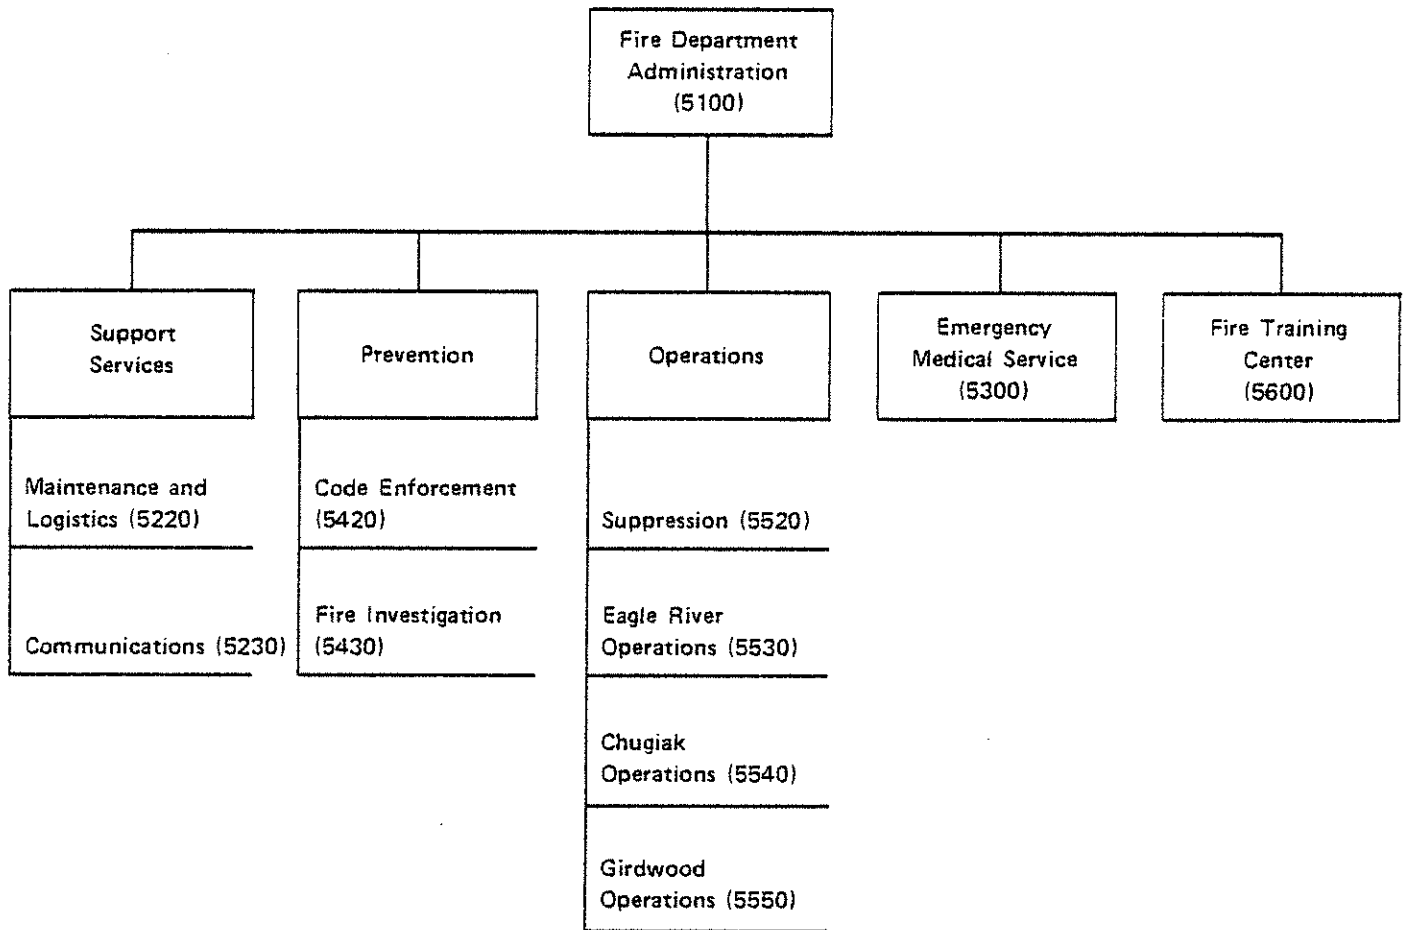 Fire Department
Administration
(5100)
Support
Services
Prevention
Operations
Emergency
Medical Service
(5300)
Fire Training
Center
(5600)
Maintenance and
Logistics (5220)
Communications (5230)
Code Enforcement
(5420)
Fire Investigation
(5430)
Suppression (5520)
Eagle River
Operations (5530)
Chugiak
Operations (5540)
Girdwood
Operations (5550)